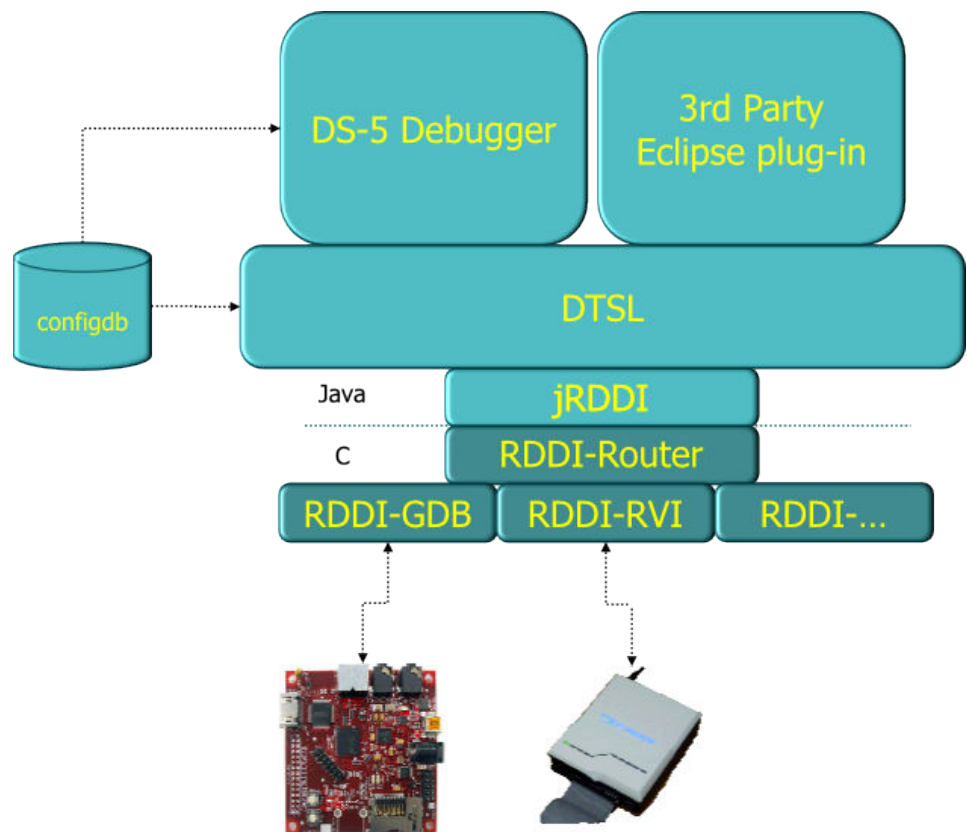 DS-5 Debugger
3rd Party
Eclipse plug-in
configdb
DTSL
Java
jRDDI
C
RDDI-Router
RDDI-GDB
RDDI-RVI
RDDI-...